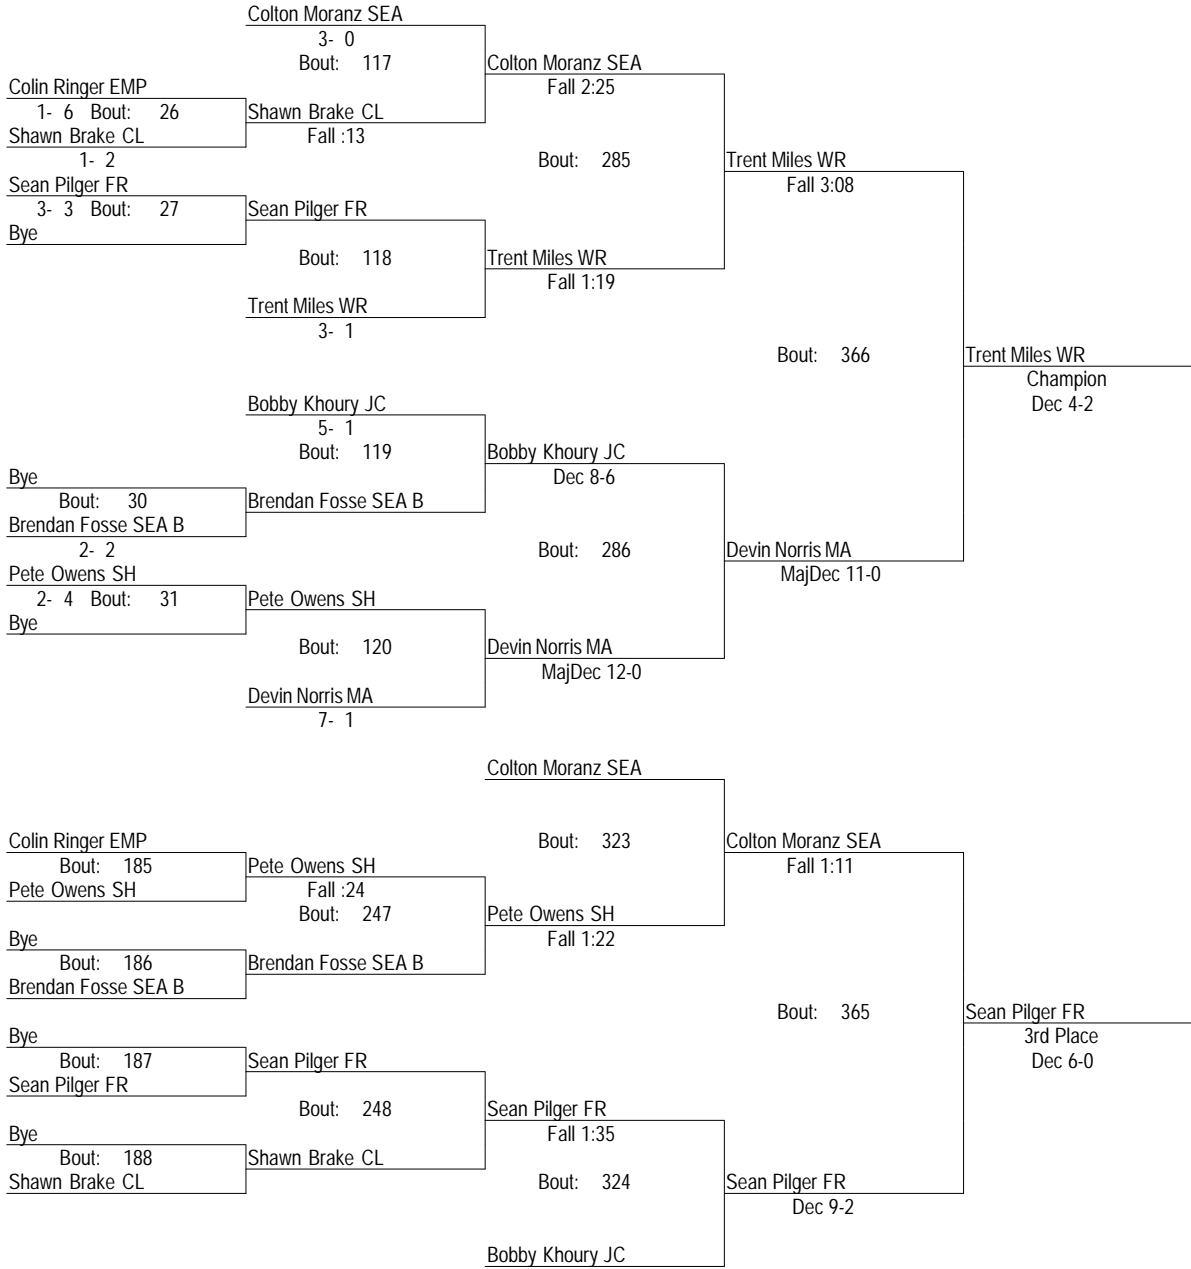 Colton Moranz SEA
3- 0
Bout: 117
Colton Moranz SEA
Fall 2:25
Colin Ringer EMP
1- 6 Bout: 26
Shawn Brake CL
Fall :13
Shawn Brake CL
1- 2
Bout: 285
Trent Miles WR
Fall 3:08
Sean Pilger FR
3- 3 Bout: 27
Sean Pilger FR
Bye
Bout: 118
Trent Miles WR
Fall 1:19
Trent Miles WR
3- 1
Bout: 366
Trent Miles WR
Champion
Dec 4-2
Bobby Khoury JC
5- 1
Bout: 119
Bobby Khoury JC
Dec 8-6
Bye
Bout: 30
Brendan Fosse SEA B
Brendan Fosse SEA B
2- 2
Bout: 286
Devin Norris MA
MajDec 11-0
Pete Owens SH
2- 4 Bout: 31
Pete Owens SH
Bye
Bout: 120
Devin Norris MA
MajDec 12-0
Devin Norris MA
7- 1
Colton Moranz SEA
Colin Ringer EMP
Bout: 323
Colton Moranz SEA
Fall 1:11
Bout: 185
Pete Owens SH
Fall :24
Pete Owens SH
Bout: 247
Pete Owens SH
Fall 1:22
Bye
Bout: 186
Brendan Fosse SEA B
Brendan Fosse SEA B
Bout: 365
Sean Pilger FR
3rd Place
Dec 6-0
Bye
Bout: 187
Sean Pilger FR
Sean Pilger FR
Bout: 248
Sean Pilger FR
Fall 1:35
Bye
Bout: 188
Shawn Brake CL
Shawn Brake CL
Bout: 324
Sean Pilger FR
Dec 9-2
Bobby Khoury JC